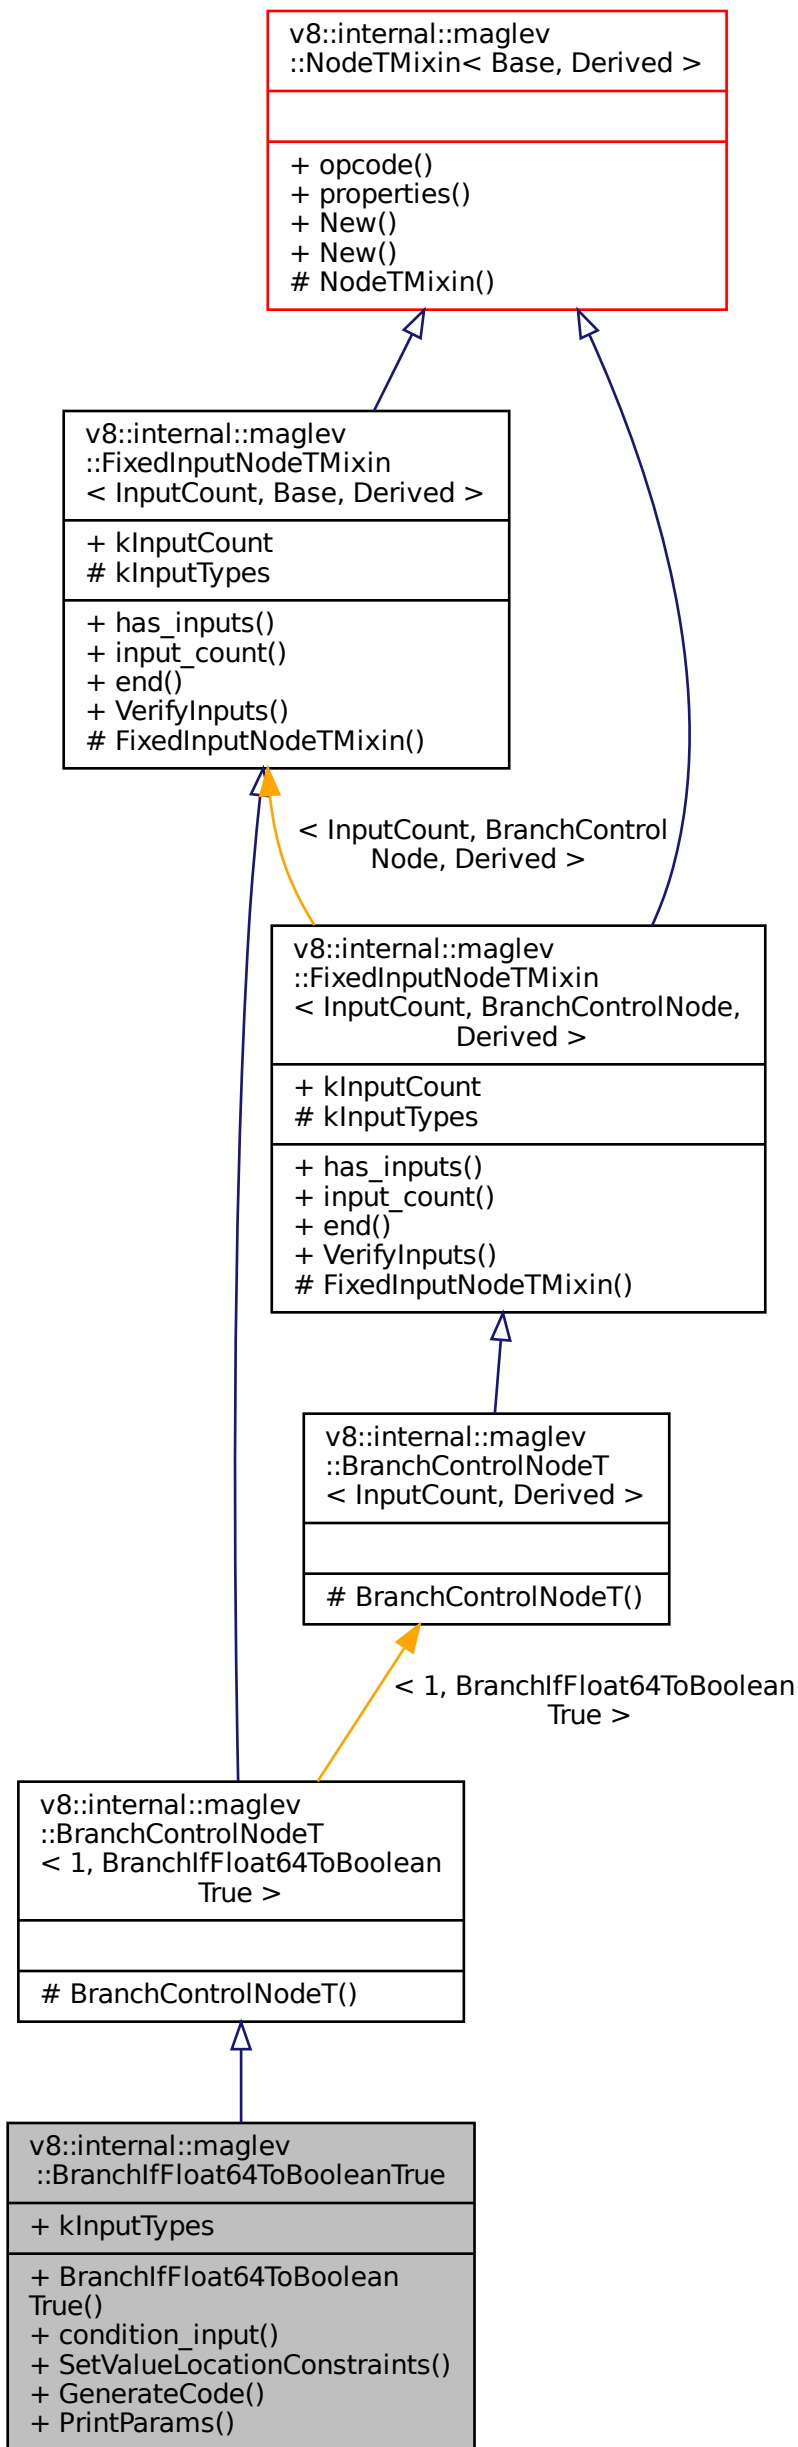 v8::internal::maglev
::NodeTMixin< Base, Derived >
+ opcode()
+ properties()
+ New()
+ New()
# NodeTMixin()
v8::internal::maglev
::FixedInputNodeTMixin
< InputCount, Base, Derived >
+ kInputCount
# kInputTypes
+ has_inputs()
+ input_count()
+ end()
+ VerifyInputs()
# FixedInputNodeTMixin()
< InputCount, BranchControl
Node, Derived >
v8::internal::maglev
::FixedInputNodeTMixin
< InputCount, BranchControlNode,
Derived >
+ kInputCount
# kInputTypes
+ has_inputs()
+ input_count()
+ end()
+ VerifyInputs()
# FixedInputNodeTMixin()
v8::internal::maglev
::BranchControlNodeT
< InputCount, Derived >
# BranchControlNodeT()
< 1, BranchIfFloat64ToBoolean
True >
v8::internal::maglev
::BranchControlNodeT
< 1, BranchIfFloat64ToBoolean
True >
# BranchControlNodeT()
v8::internal::maglev
::BranchIfFloat64ToBooleanTrue
+ kInputTypes
+ BranchIfFloat64ToBoolean
True()
+ condition_input()
+ SetValueLocationConstraints()
+ GenerateCode()
+ PrintParams()